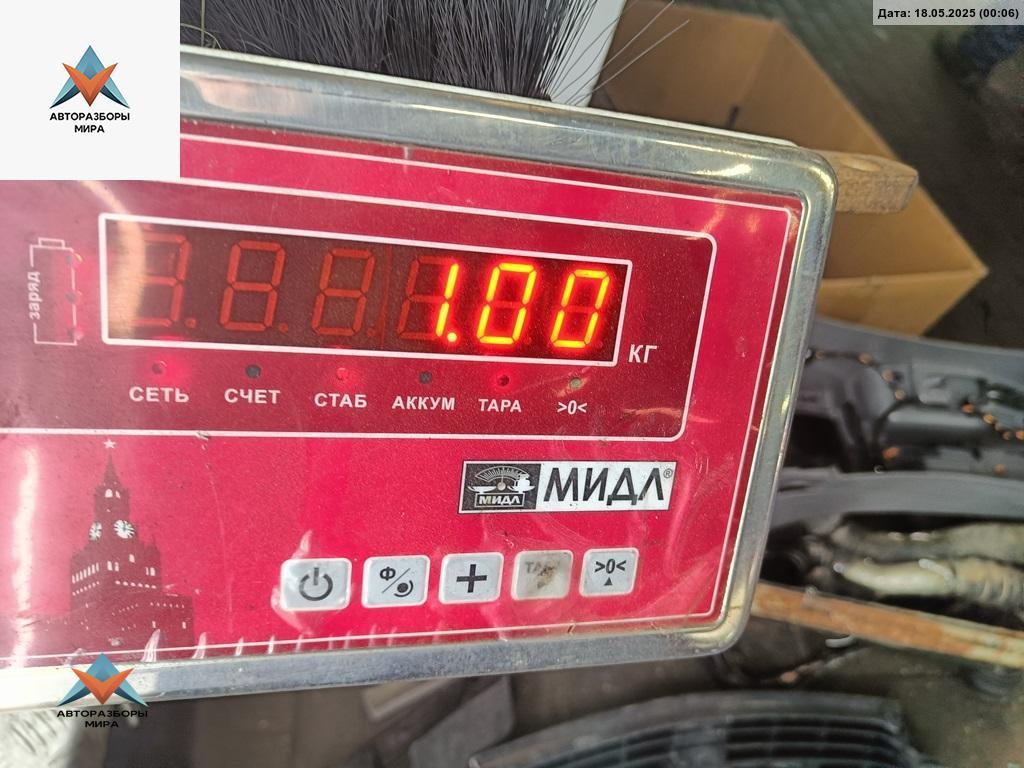 Дата: 18.05.2025 (00:06)
АВТОРАЗБОРЫ
МИРА
заряд
1.00
КГ
СЕТЬ СЧЕТ СТАБ АККУМ ТАРА >0<
МИДЛ МИДЛ®
Ф + >0<
АВТОРАЗБОРЫ
МИРА